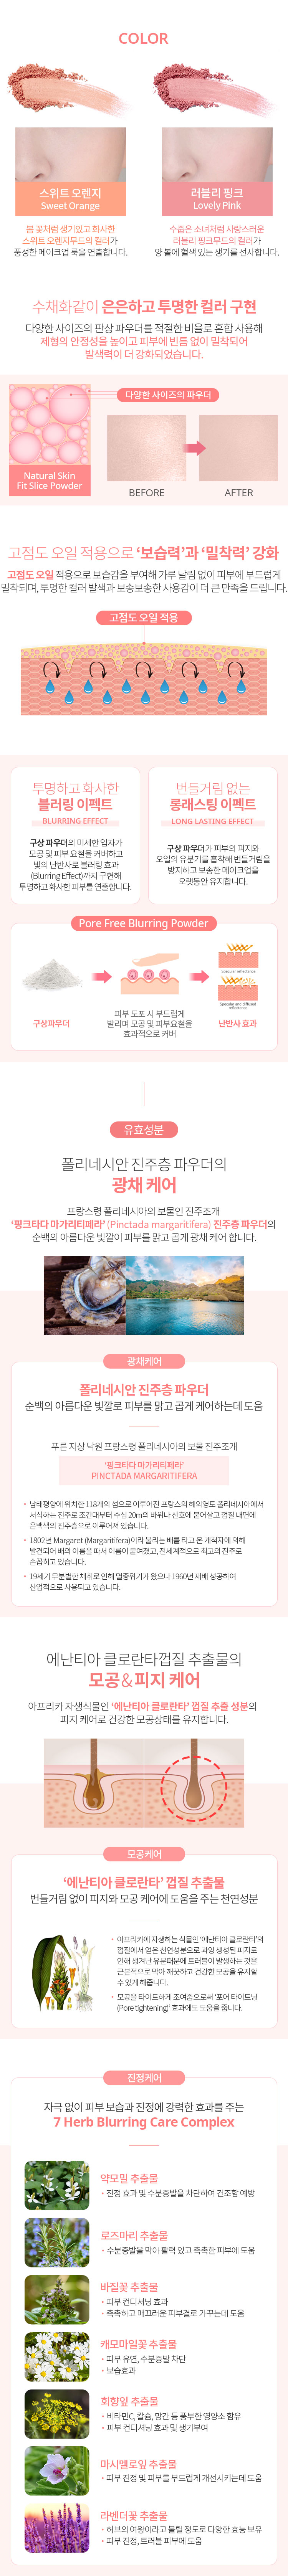 COLOR
스위트 오렌지
Sweet Orange
러블리 핑크
Lovely Pink
봄 꽃처럼 생기있고 화사한
스위트 오렌지무드의 컬러가
풍성한 메이크업 룩을 연출합니다.
수줍은 소녀처럼 사랑스러운
러블리 핑크무드의 컬러가
양 볼에 혈색 있는 생기를 선사합니다.
수채화같이 은은하고 투명한 컬러 구현
다양한 사이즈의 판상 파우더를 적절한 비율로 혼합 사용해
제형의 안정성을 높이고 피부에 빈틈 없이 밀착되어
발색력이 더 강화되었습니다.
다양한 사이즈의 파우더
Natural Skin
Fit Slice Powder
BEFORE
AFTER
고점도 오일 적용으로 ‘보습력’과 ‘밀착력’ 강화
고점도 오일 적용으로 보습감을 부여해 가루 날림 없이 피부에 부드럽게
밀착되며, 투명한 컬러 발색과 보송보송한 사용감이 더 큰 만족을 드립니다.
고점도 오일 적용
투명하고 화사한
블러링 이펙트
BLURRING EFFECT
구상 파우더의 미세한 입자가
모공 및 피부 요철을 커버하고
빛의 난반사로 블러링 효과
(Blurring Effect)까지 구현해
투명하고 화사한 피부를 연출합니다.
번들거림 없는
롱래스팅 이펙트
LONG LASTING EFFECT
구상 파우더가 피부의 피지와
오일의 유분기를 흡착해 번들거림을
방지하고 보송한 메이크업을
오랫동안 유지합니다.
Pore Free Blurring Powder
Specular reflectance
Specular and diffused
reflectance
구상파우더
피부 도포 시 부드럽게
발리며 모공 및 피부요철을
효과적으로 커버
난반사 효과
유효성분
폴리네시안 진주층 파우더의
광채 케어
프랑스령 폴리네시아의 보물인 진주조개
‘핑크타다 마가리티페라’ (Pinctada margaritifera) 진주층 파우더의
순백의 아름다운 빛깔이 피부를 맑고 곱게 광채 케어 합니다.
광채케어
폴리네시안 진주층 파우더
순백의 아름다운 빛깔로 피부를 맑고 곱게 케어하는데 도움
푸른 지상 낙원 프랑스령 폴리네시아의 보물 진주조개
‘핑크타다 마가리티페라’
PINCTADA MARGARITIFERA
· 남태평양에 위치한 118개의 섬으로 이루어진 프랑스의 해외영토 폴리네시아에서
서식하는 진주로 조간대부터 수심 20m의 바위나 산호에 붙어살고 껍질 내면에
은백색의 진주층으로 이루어져 있습니다.
· 1802년 Margaret (Margaritifera)이라 불리는 배를 타고 온 개척자에 의해
발견되어 배의 이름을 따서 이름이 붙여졌고, 전세계적으로 최고의 진주로
손꼽히고 있습니다.
· 19세기 무분별한 채취로 인해 멸종위기가 왔으나 1960년 재배 성공하여
산업적으로 사용되고 있습니다.
에난티아 클로란타껍질 추출물의
모공&피지 케어
아프리카 자생식물인 ‘에난티아 클로란타’ 껍질 추출 성분의
피지 케어로 건강한 모공상태를 유지합니다.
모공케어
‘에난티아 클로란타’ 껍질 추출물
번들거림 없이 피지와 모공 케어에 도움을 주는 천연성분
· 아프리카에 자생하는 식물인 ‘에난티아 클로란타’의
껍질에서 얻은 천연성분으로 과잉 생성된 피지로
인해 생겨난 유분때문에 트러블이 발생하는 것을
근본적으로 막아 깨끗하고 건강한 모공을 유지할
수 있게 해줍니다.
· 모공을 타이트하게 조여줌으로써 ‘포어 타이트닝
(Pore tightening)’ 효과에도 도움을 줍니다.
진정케어
자극 없이 피부 보습과 진정에 강력한 효과를 주는
7 Herb Blurring Care Complex
약모밀 추출물
· 진정 효과 및 수분증발을 차단하여 건조함 예방
로즈마리 추출물
· 수분증발을 막아 활력 있고 촉촉한 피부에 도움
바질꽃 추출물
· 피부 컨디셔닝 효과
· 촉촉하고 매끄러운 피부결로 가꾸는데 도움
캐모마일꽃 추출물
· 피부 유연, 수분증발 차단
· 보습효과
회향잎 추출물
· 비타민C, 칼슘, 망간 등 풍부한 영양소 함유
· 피부 컨디셔닝 효과 및 생기부여
마시멜로잎 추출물
· 피부 진정 및 피부를 부드럽게 개선시키는데 도움
라벤더꽃 추출물
· 허브의 여왕이라고 불릴 정도로 다양한 효능 보유
· 피부 진정, 트러블 피부에 도움